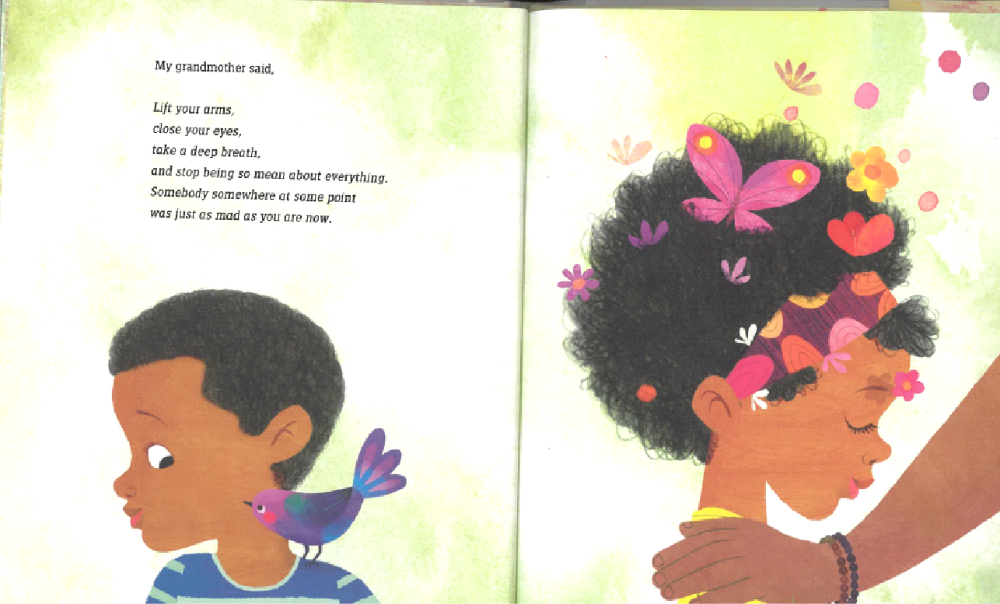 My grandmother said,
Lift your arms,
close your eyes,
take a deep breath,
and stop being so mean about everything.
Somebody somewhere at some point
was just as mad as you are now.